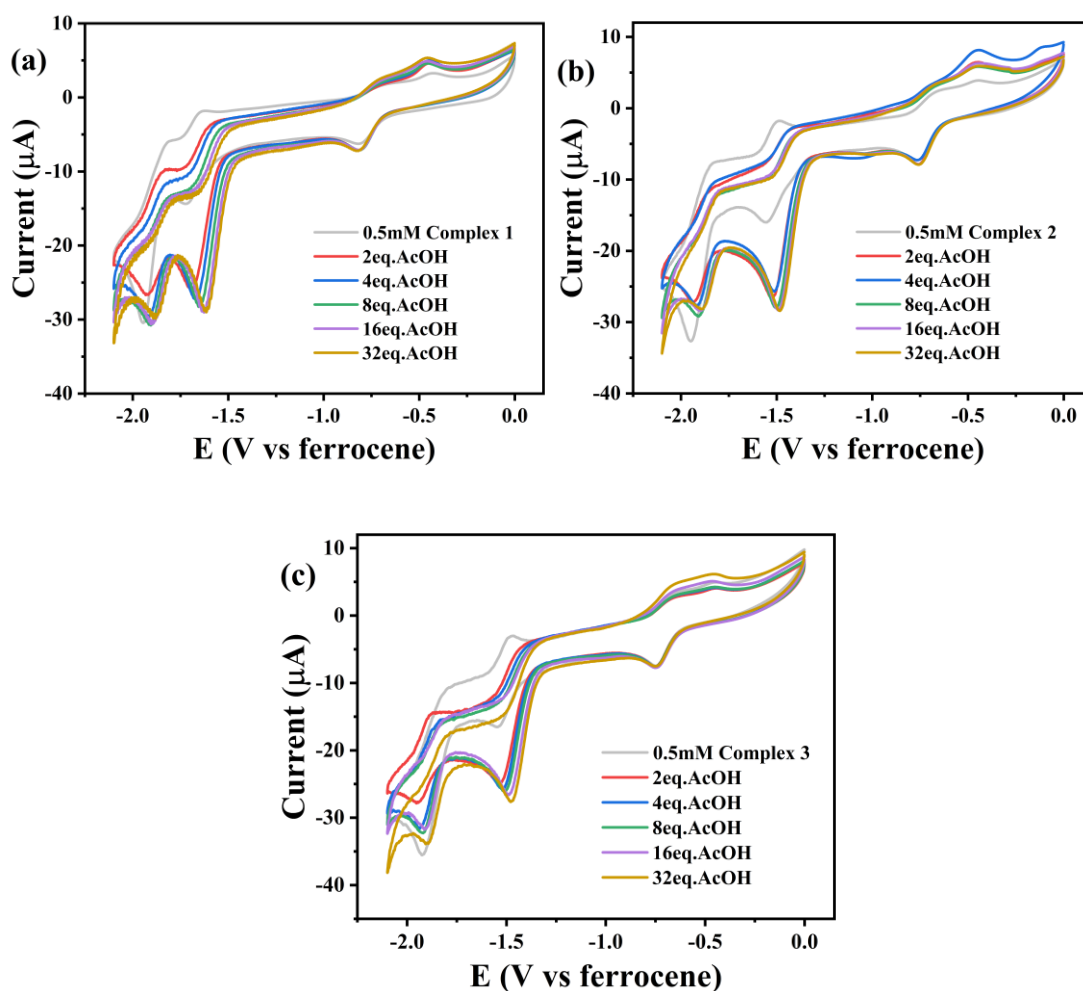 (a)
10
0
-10
-20
-30
-40
Current (μA)
0.5mM Complex 1
2eq.AcOH
4eq.AcOH
8eq.AcOH
16eq.AcOH
32eq.AcOH
-2.0 -1.5 -1.0 -0.5 0.0
E (V vs ferrocene)
(b)
10
0
-10
-20
-30
-40
Current (μA)
0.5mM Complex 2
2eq.AcOH
4eq.AcOH
8eq.AcOH
16eq.AcOH
32eq.AcOH
-2.0 -1.5 -1.0 -0.5 0.0
E (V vs ferrocene)
(c)
10
0
-10
-20
-30
-40
Current (μA)
0.5mM Complex 3
2eq.AcOH
4eq.AcOH
8eq.AcOH
16eq.AcOH
32eq.AcOH
-2.0 -1.5 -1.0 -0.5 0.0
E (V vs ferrocene)